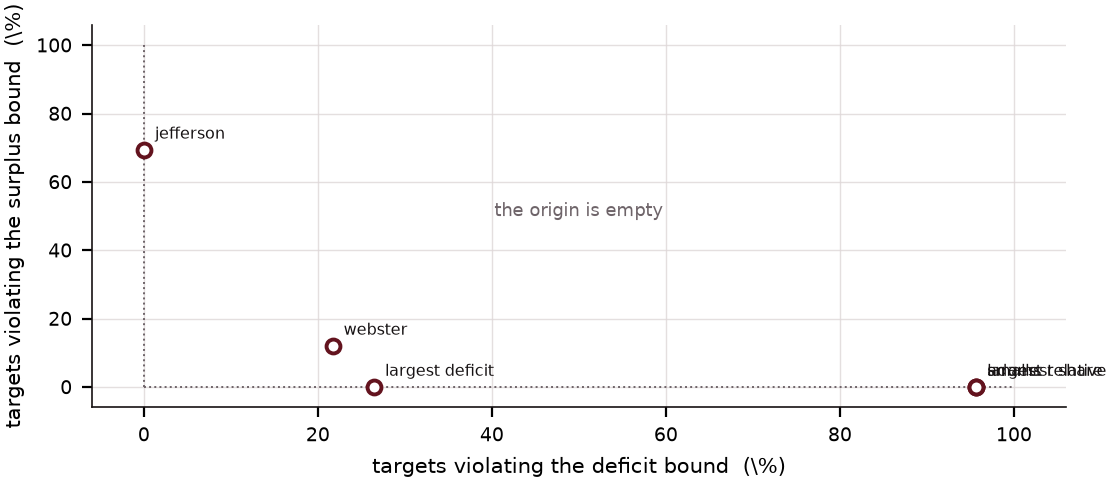 targets violating the surplus bound (\%)
100
80
60
40
20
0
jefferson
the origin is empty
webster
largest deficit
0
20
40
60
80
100
targets violating the deficit bound (\%)